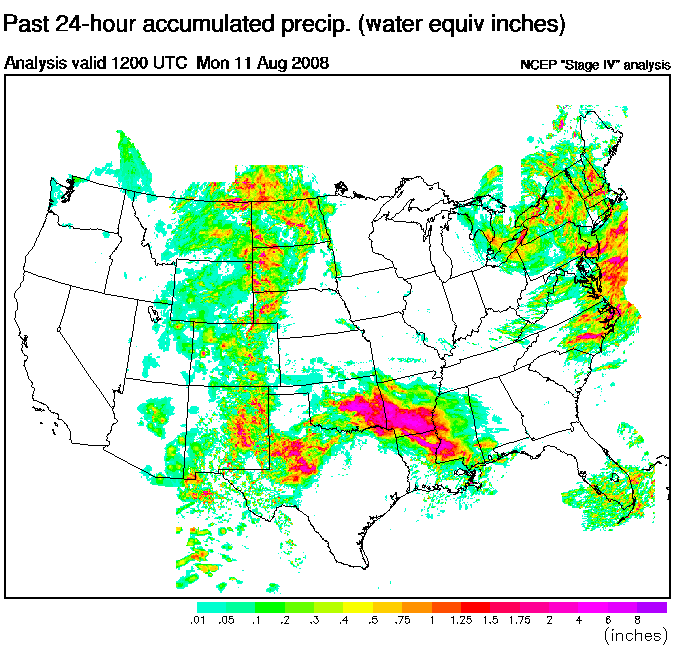 Past 24-hour accumulated precip. (water equiv inches)
Analysis valid 1200 UTC Mon 11 Aug 2008 NCEP "Stage IV" analysis
.01 .05 .1 .2 .3 .4 .5 .75 1 1.25 1.5 1.75 2 4 6 8
(inches)